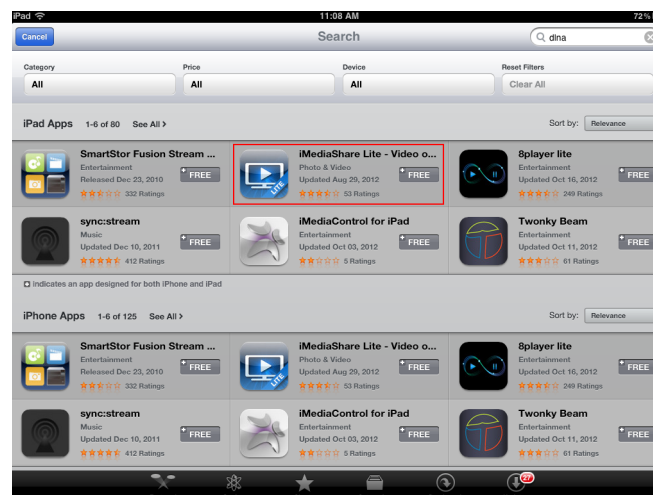 iPad 11:08 AM 72%
Cancel Search dlna
Category Price Device Reset Filters
All All All Clear All
iPad Apps 1-6 of 80 See All > Sort by: Relevance
SmartStor Fusion Stream ... iMediaShare Lite - Video o... 8player lite
Entertainment Photo & Video Entertainment
Released Dec 23, 2010 FREE Updated Aug 29, 2012 FREE Updated Oct 16, 2012 FREE
332 Ratings LITE 53 Ratings 249 Ratings
sync:stream iMediaControl for iPad Twonky Beam
Music Entertainment Entertainment
Updated Dec 10, 2011 FREE Updated Oct 03, 2012 FREE Updated Oct 11, 2012 FREE
412 Ratings 5 Ratings 61 Ratings
+ indicates an app designed for both iPhone and iPad
iPhone Apps 1-6 of 125 See All > Sort by: Relevance
SmartStor Fusion Stream ... iMediaShare Lite - Video o... 8player lite
Entertainment Photo & Video Entertainment
Released Dec 23, 2010 FREE Updated Aug 29, 2012 FREE Updated Oct 16, 2012 FREE
332 Ratings LITE 53 Ratings 249 Ratings
sync:stream iMediaControl for iPad Twonky Beam
Music Entertainment Entertainment
Updated Dec 10, 2011 FREE Updated Oct 03, 2012 FREE Updated Oct 11, 2012 FREE
412 Ratings 5 Ratings 61 Ratings
27